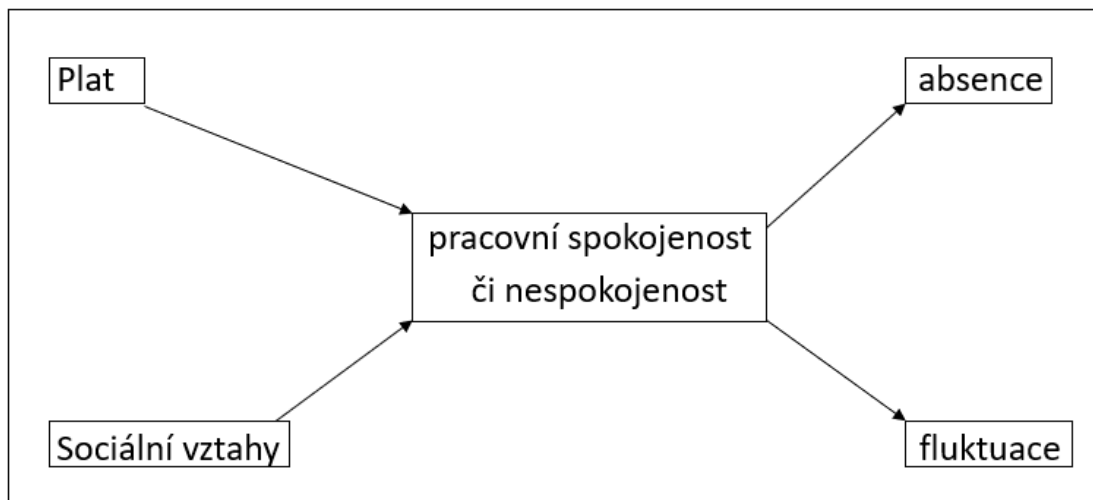 Plat
absence
pracovní spokojenost
či nespokojenost
Sociální vztahy
fluktuace